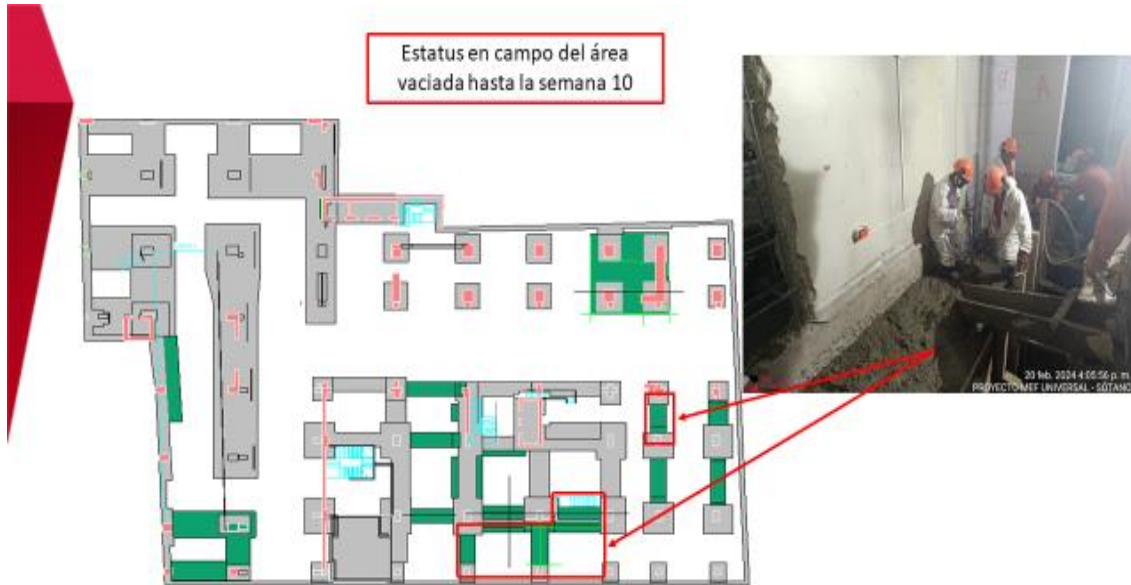 Estatus en campo del área
vaciada hasta la semana 10
20 feb. 2024 4:05:56 p. m.
PROYECTO MEF UNIVERSAL - SÓTANO